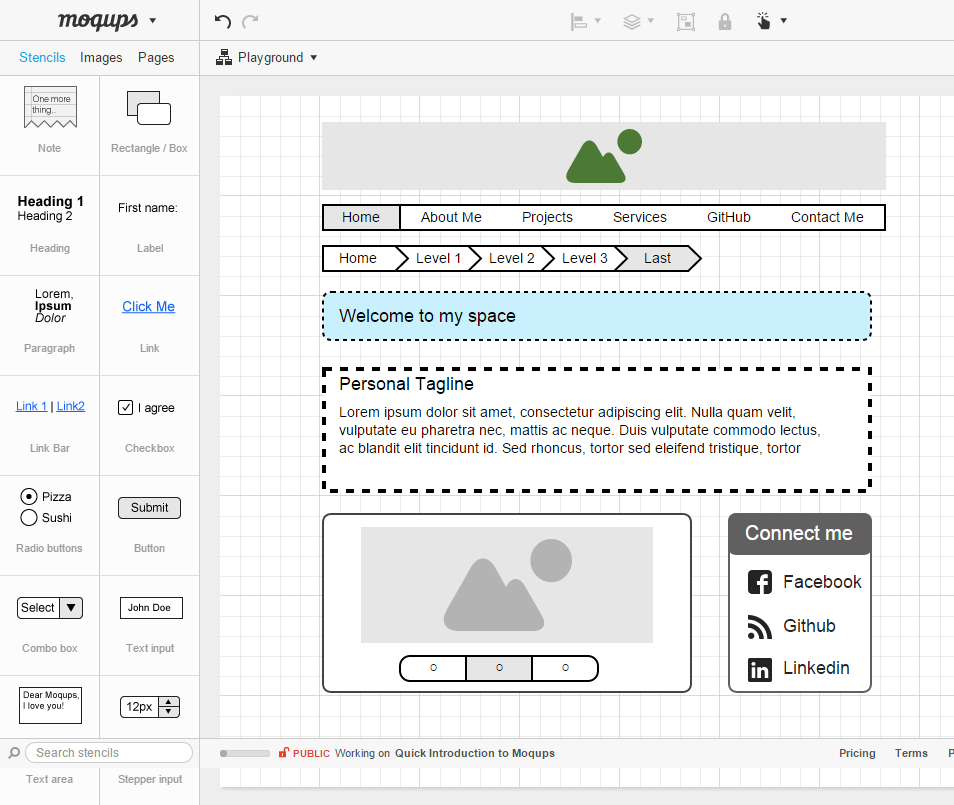 moqups
Stencils Images Pages
Playground
One more
thing..
Note
Rectangle / Box
Heading 1
Heading 2
Heading
First name:
Label
Lorem,
Ipsum
Dolor
Paragraph
Click Me
Link
Link 1 | Link2
Link Bar
I agree
Checkbox
Pizza
Sushi
Radio buttons
Submit
Button
Select
Combo box
John Doe
Text input
Dear Moqups,
I love you!
12px
Search stencils
Text area
Stepper input
Home About Me Projects Services GitHub Contact Me
Home Level 1 Level 2 Level 3 Last
Welcome to my space
Personal Tagline
Lorem ipsum dolor sit amet, consectetur adipiscing elit. Nulla quam velit,
vulputate eu pharetra nec, mattis ac neque. Duis vulputate commodo lectus,
ac blandit elit tincidunt id. Sed rhoncus, tortor sed eleifend tristique, tortor
Connect me
Facebook
Github
Linkedin
PUBLIC Working on Quick Introduction to Moqups
Pricing Terms